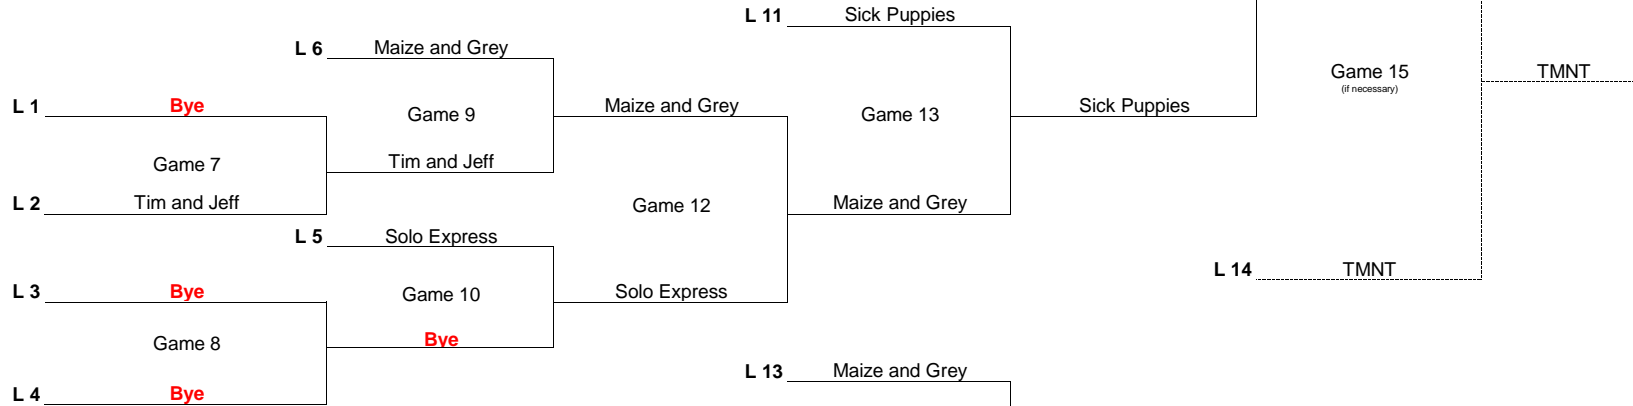 L 11 Sick Puppies
L 6 Maize and Grey
Game 15 TMNT
(if necessary)
L 1 Bye Maize and Grey Sick Puppies
Game 9 Game 13
Game 7 Tim and Jeff
L 2 Tim and Jeff Game 12 Maize and Grey
L 5 Solo Express
L 14 TMNT
L 3 Bye Game 10 Solo Express
Game 8 Bye
L 13 Maize and Grey
L 4 Bye